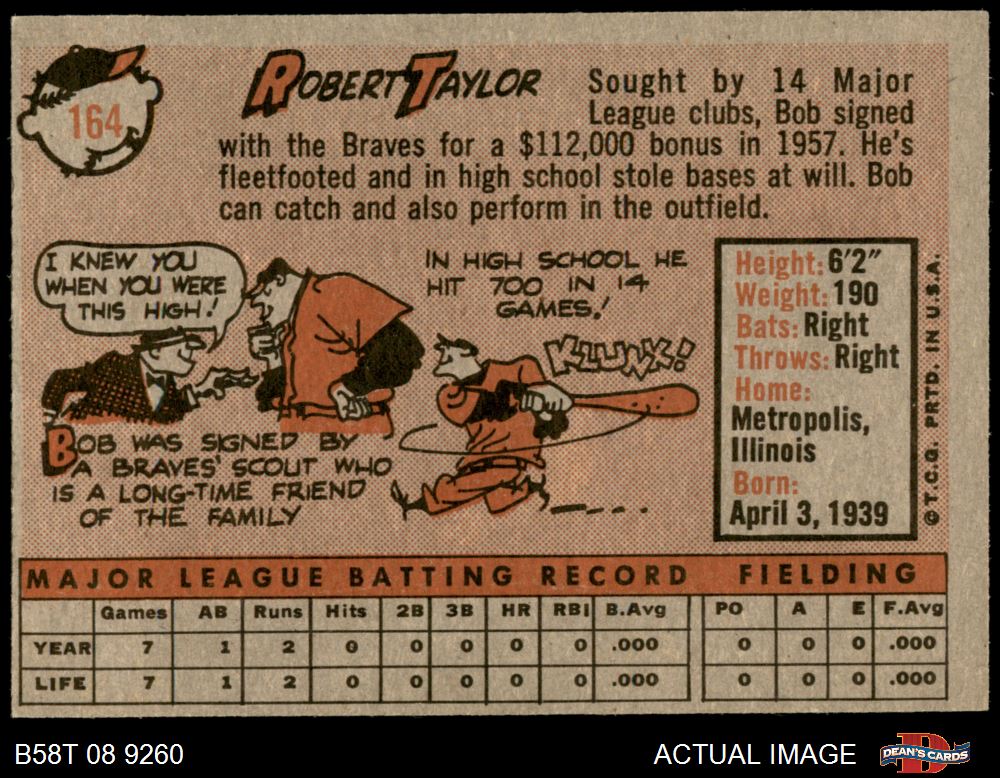 164
ROBERT TAYLOR
Sought by 14 Major
League clubs, Bob signed
with the Braves for a $112,000 bonus in 1957. He's
fleetfooted and in high school stole bases at will. Bob
can catch and also perform in the outfield.
I KNEW YOU
WHEN YOU WERE
THIS HIGH!
BOB WAS SIGNED BY
A BRAVES' SCOUT WHO
IS A LONG-TIME FRIEND
OF THE FAMILY
IN HIGH SCHOOL HE
HIT 700 IN 14
GAMES!
KLUNK!
Height: 6'2"
Weight: 190
Bats: Right
Throws: Right
Home:
Metropolis,
Illinois
Born:
April 3, 1939
© T.C.G. PRTD. IN U.S.A.
MAJOR LEAGUE BATTING RECORD FIELDING
Games AB Runs Hits 2B 3B HR RBI B.Avg PO A E F.Avg
YEAR 7 1 2 0 0 0 0 0 .000 0 0 0 .000
LIFE 7 1 2 0 0 0 0 0 .000 0 0 0 .000
B58T 08 9260 ACTUAL IMAGE DEAN'S CARDS